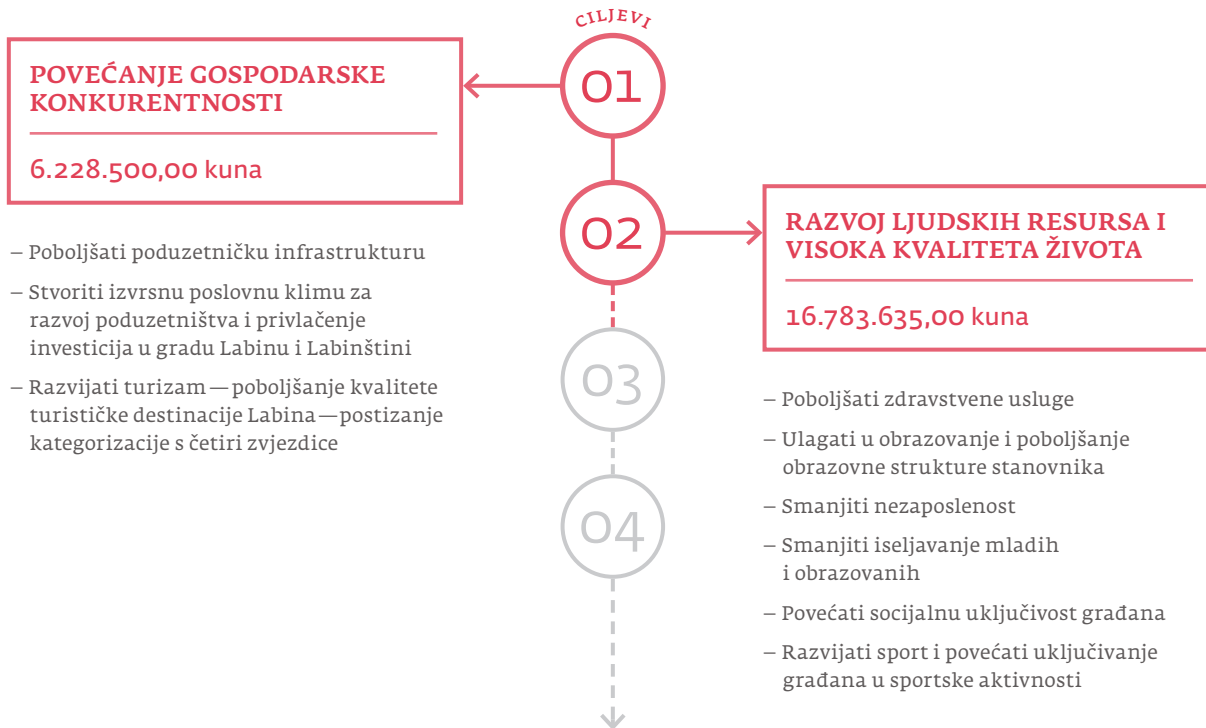 CILJEVI
01
POVEĆANJE GOSPODARSKE
KONKURENTNOSTI
6.228.500,00 kuna
– Poboljšati poduzetničku infrastrukturu
– Stvoriti izvrsnu poslovnu klimu za
razvoj poduzetništva i privlačenje
investicija u gradu Labinu i Labinštini
– Razvijati turizam — poboljšanje kvalitete
turističke destinacije Labina — postizanje
kategorizacije s četiri zvjezdice
02
RAZVOJ LJUDSKIH RESURSA I
VISOKA KVALITETA ŽIVOTA
16.783.635,00 kuna
– Poboljšati zdravstvene usluge
– Ulagati u obrazovanje i poboljšanje
obrazovne strukture stanovnika
– Smanjiti nezaposlenost
– Smanjiti iseljavanje mladih
i obrazovanih
– Povećati socijalnu uključivost građana
– Razvijati sport i povećati uključivanje
građana u sportske aktivnosti
03
04